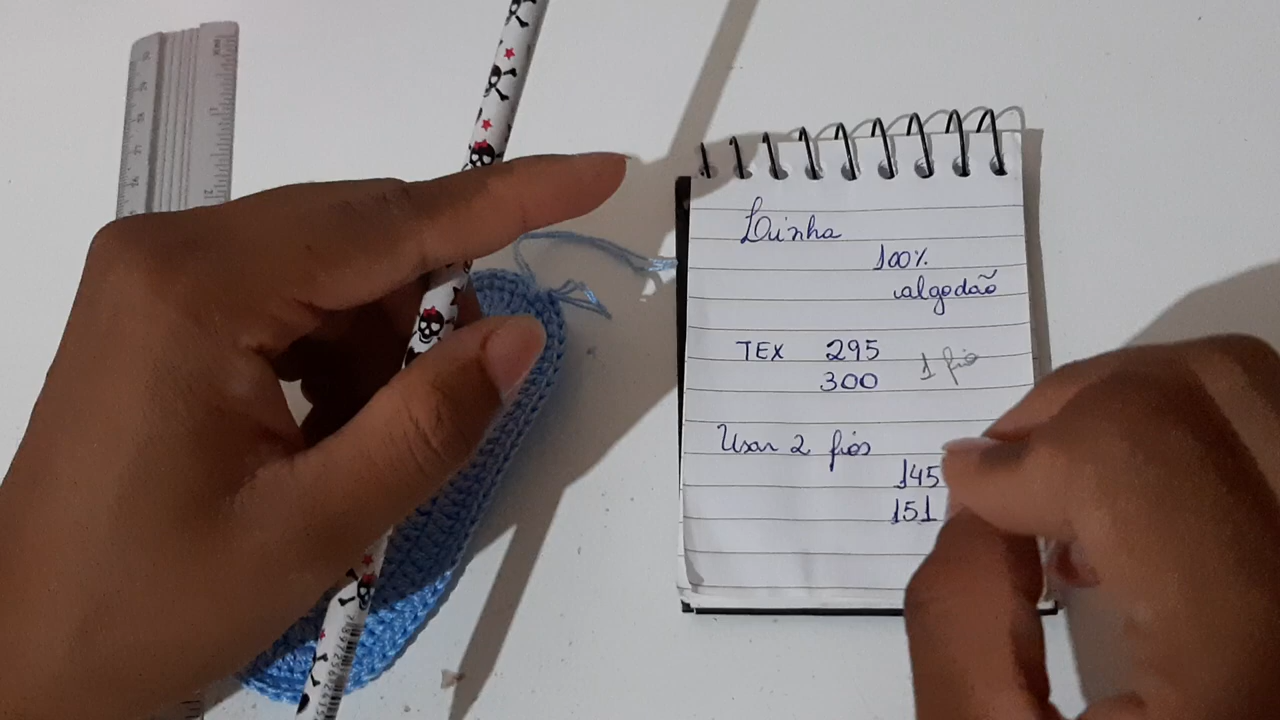 Linha
100%
algodão
TEX 295
300
1 fio
Usar 2 fios
145
151